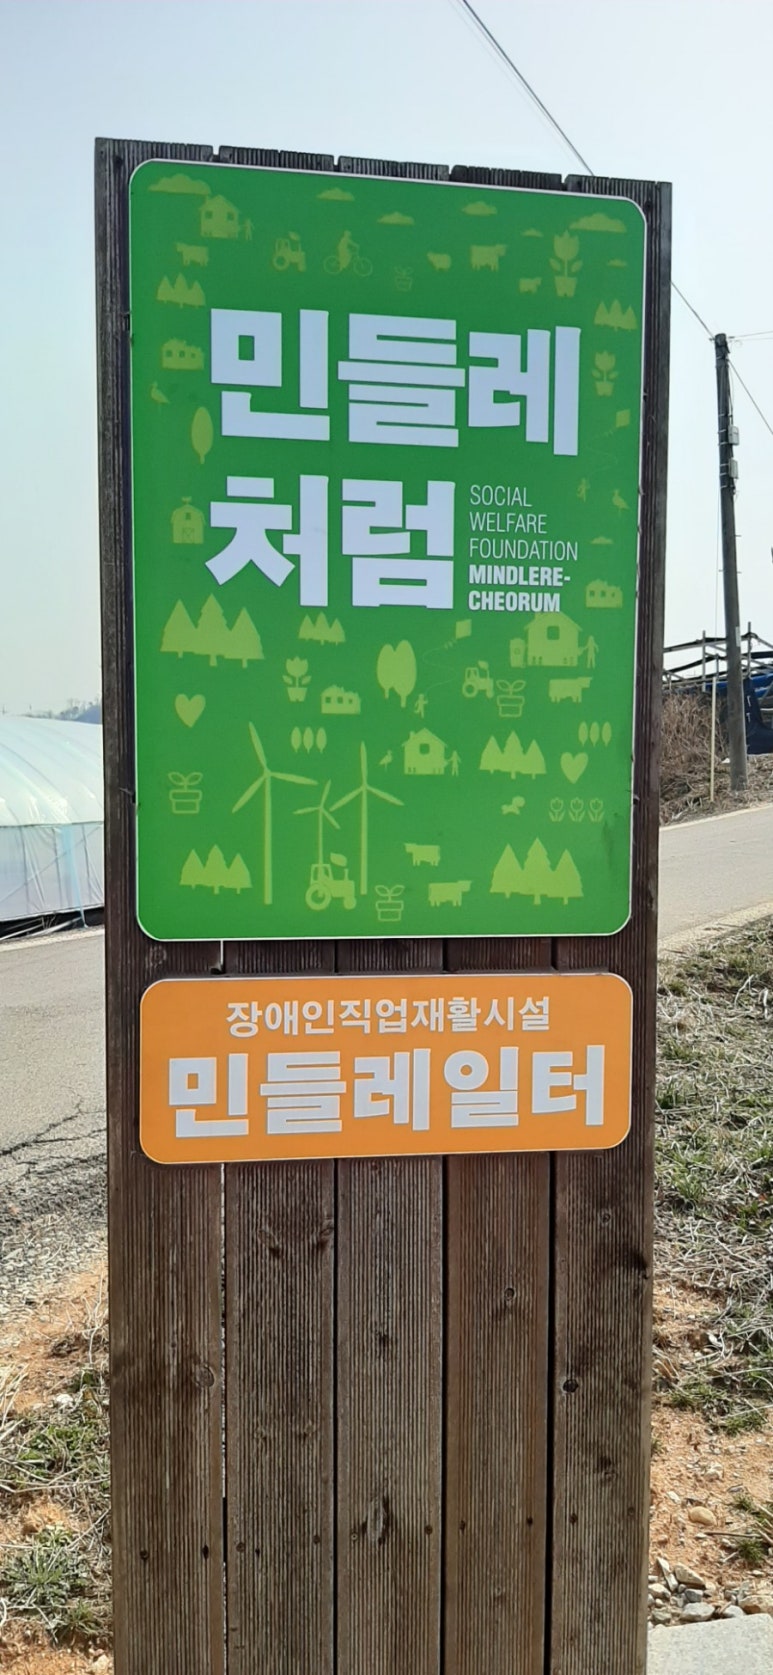 민들레
처럼
SOCIAL
WELFARE
FOUNDATION
MINDLERE-
CHEORUM
장애인직업재활시설
민들레일터